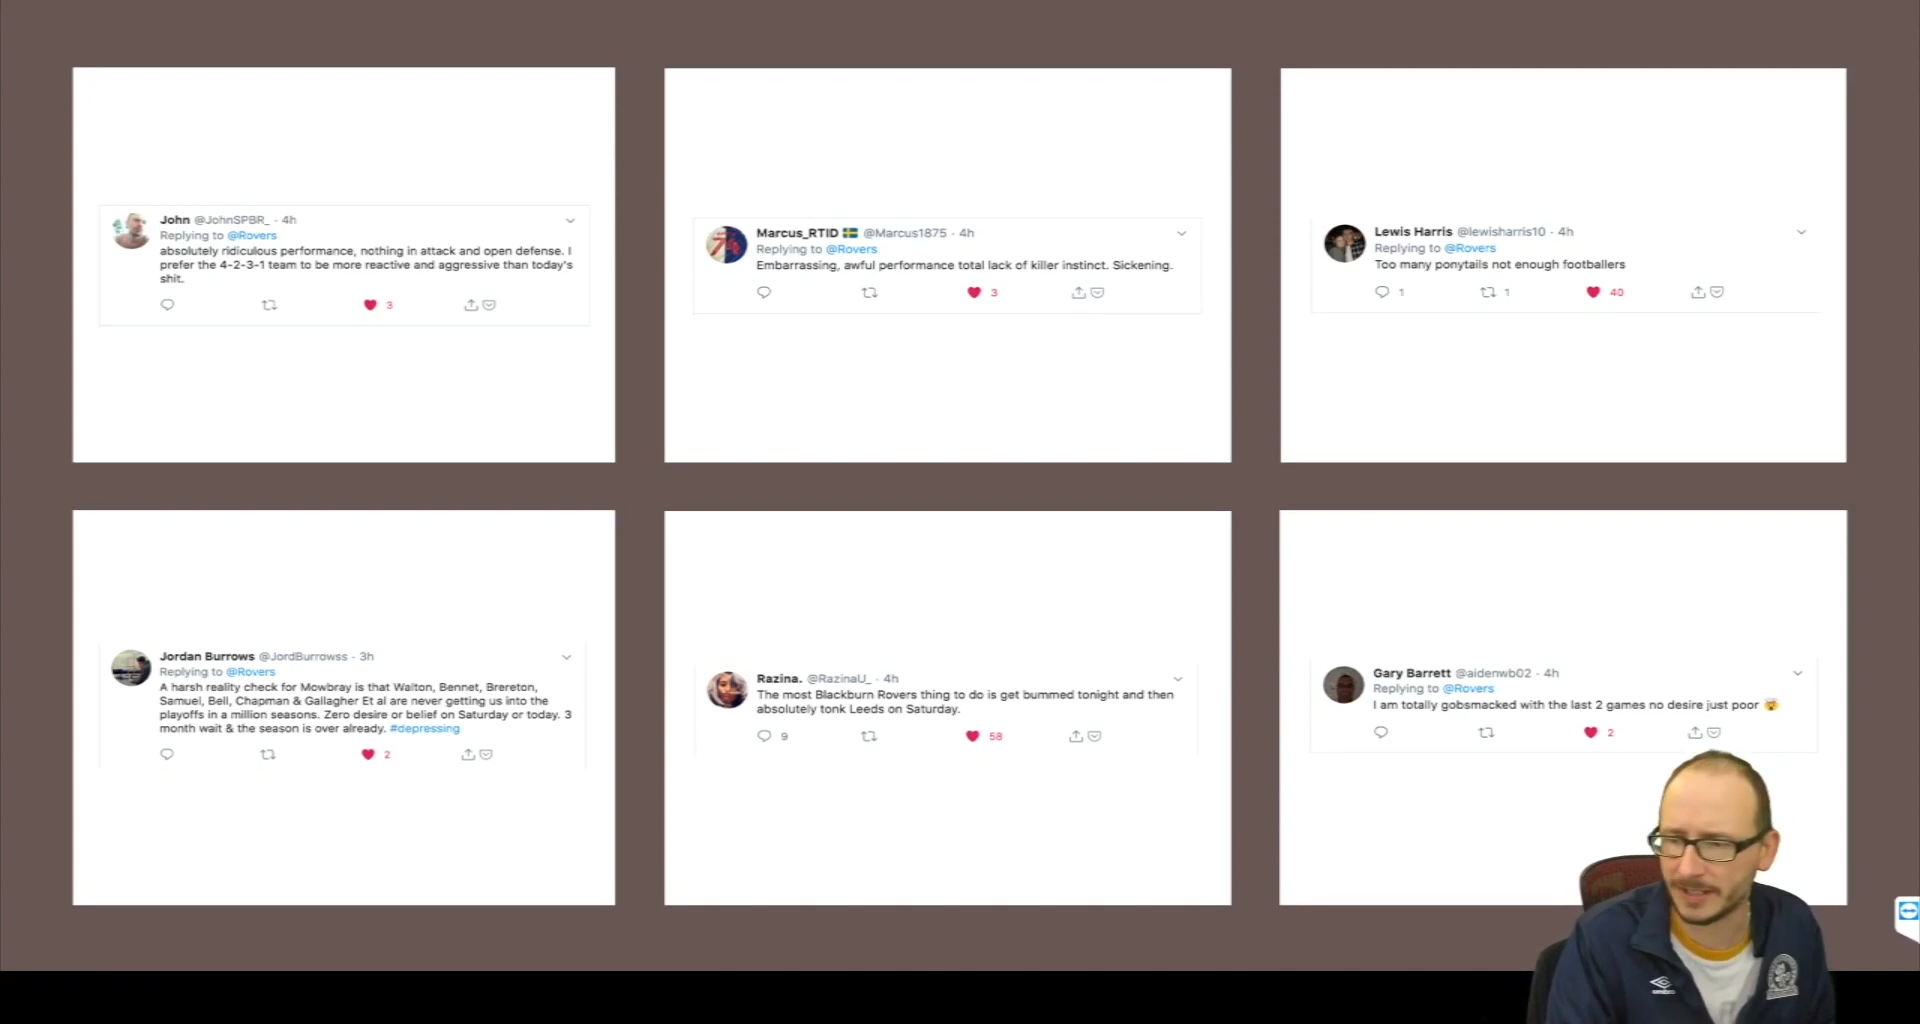 John @JohnSPBR_ · 4h
Replying to @Rovers
absolutely ridiculous performance, nothing in attack and open defense. I
prefer the 4-2-3-1 team to be more reactive and aggressive than today's
shit.
3
Marcus_RTID 🇸🇪 @Marcus1875 · 4h
Replying to @Rovers
Embarrassing, awful performance total lack of killer instinct. Sickening.
3
Lewis Harris @lewisharris10 · 4h
Replying to @Rovers
Too many ponytails not enough footballers
1 1 40
Jordan Burrows @JordBurrowss · 3h
Replying to @Rovers
A harsh reality check for Mowbray is that Walton, Bennet, Brereton,
Samuel, Bell, Chapman & Gallagher Et al are never getting us into the
playoffs in a million seasons. Zero desire or belief on Saturday or today. 3
month wait & the season is over already. #depressing
2
Razina. @RazinaU_ · 4h
The most Blackburn Rovers thing to do is get bummed tonight and then
absolutely tonk Leeds on Saturday.
9 58
Gary Barrett @aidenwb02 · 4h
Replying to @Rovers
I am totally gobsmacked with the last 2 games no desire just poor 🤯
2
umbro